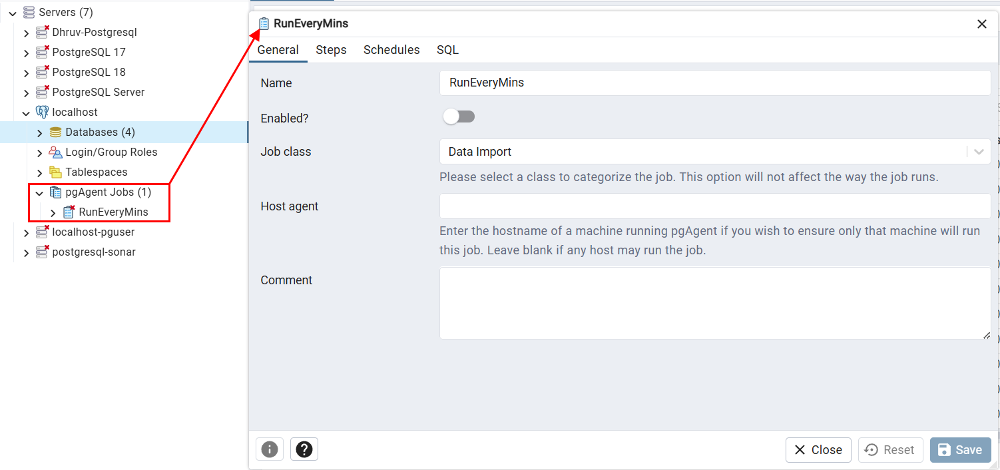 Servers (7)
Dhruv-Postgresql
PostgreSQL 17
PostgreSQL 18
PostgreSQL Server
localhost
Databases (4)
Login/Group Roles
Tablespaces
pgAgent Jobs (1)
RunEveryMins
localhost-pguser
postgresql-sonar
RunEveryMins
General Steps Schedules SQL
Name
RunEveryMins
Enabled?
Job class
Data Import
Please select a class to categorize the job. This option will not affect the way the job runs.
Host agent
Enter the hostname of a machine running pgAgent if you wish to ensure only that machine will run
this job. Leave blank if any host may run the job.
Comment
Close Reset Save